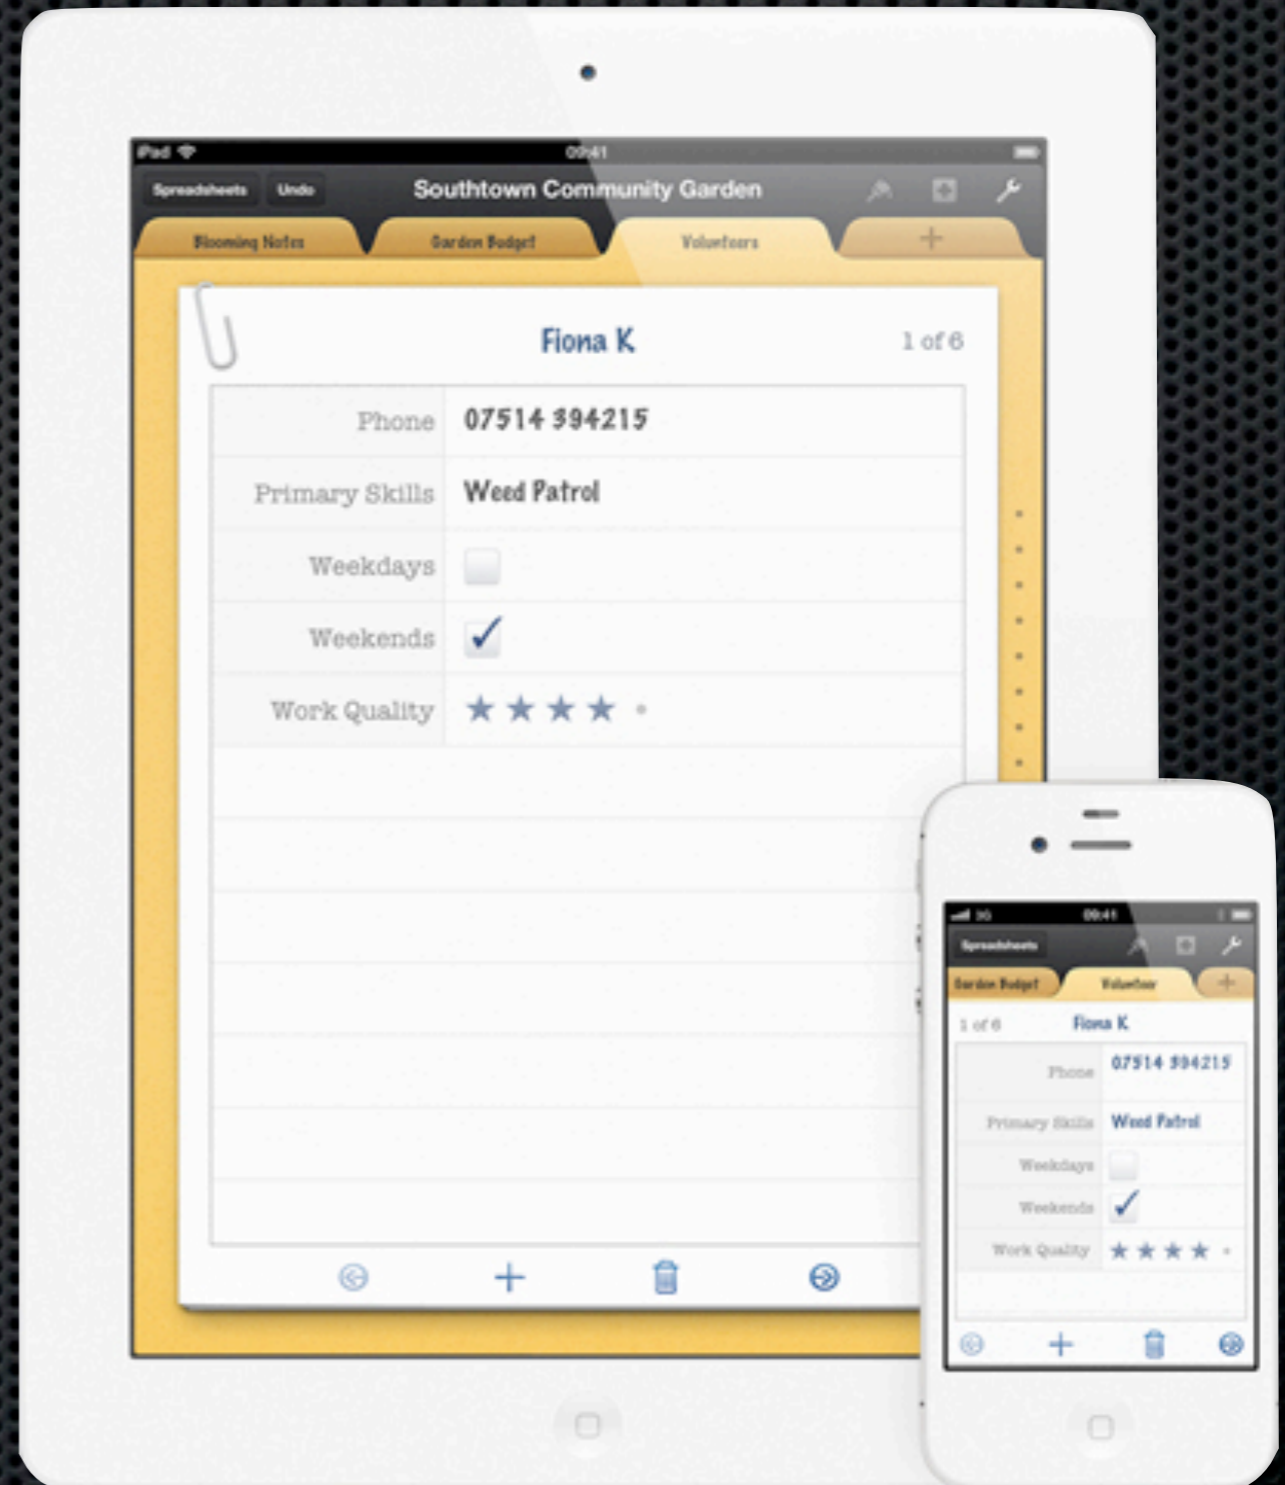 iPad 09:41
Spreadsheets Undo Southtown Community Garden
Blooming Notes Garden Budget Volunteers +
Fiona K 1 of 6
Phone 07514 394215
Primary Skills Weed Patrol
Weekdays
Weekends
Work Quality
3G 09:41
Spreadsheets
Garden Budget Volunteer +
1 of 6 Fiona K
Phone 07514 394215
Primary Skills Weed Patrol
Weekdays
Weekends
Work Quality